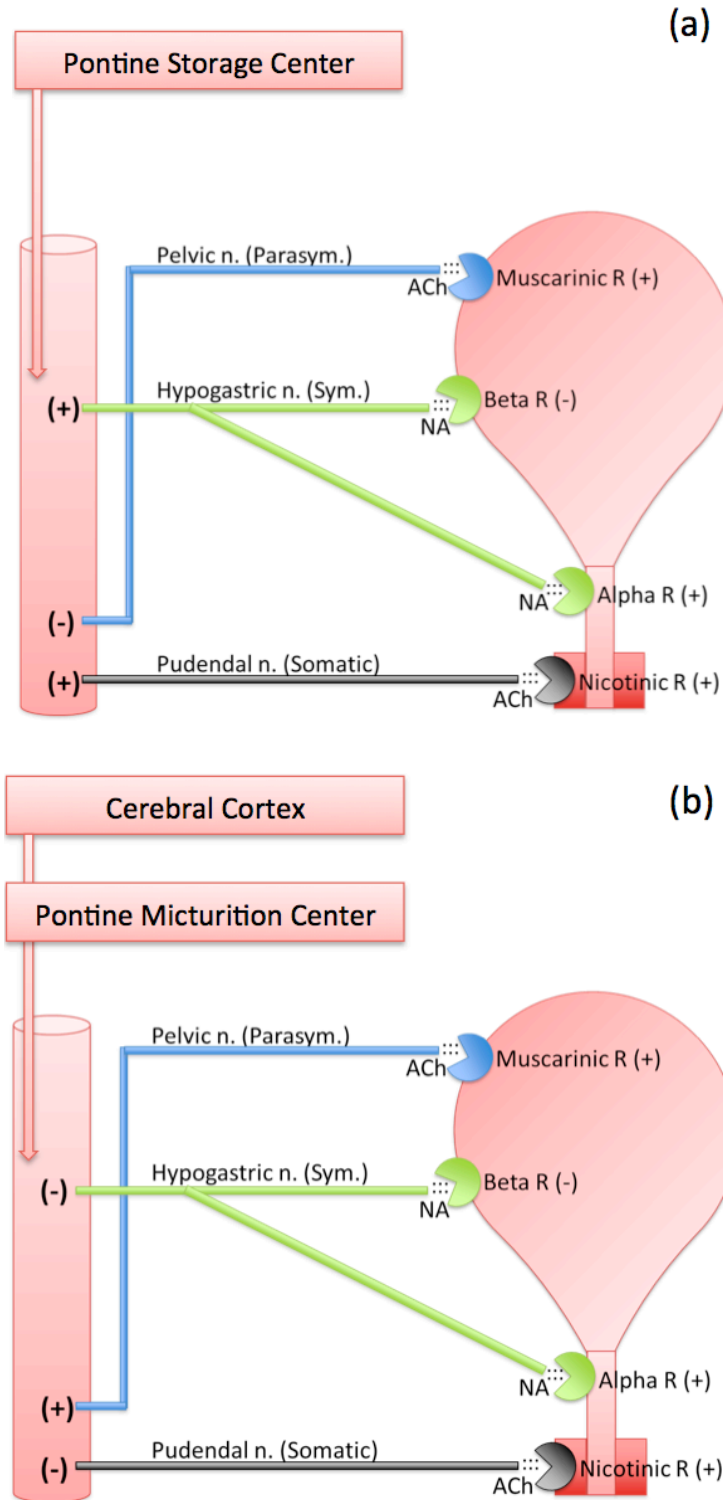 (a)
Pontine Storage Center
Pelvic n. (Parasym.)
ACh
Muscarinic R (+)
(+)
Hypogastric n. (Sym.)
NA
Beta R (-)
NA
Alpha R (+)
(-)
(+)
Pudendal n. (Somatic)
ACh
Nicotinic R (+)
(b)
Cerebral Cortex
Pontine Micturition Center
Pelvic n. (Parasym.)
ACh
Muscarinic R (+)
(-)
Hypogastric n. (Sym.)
NA
Beta R (-)
NA
Alpha R (+)
(+)
(-)
Pudendal n. (Somatic)
ACh
Nicotinic R (+)